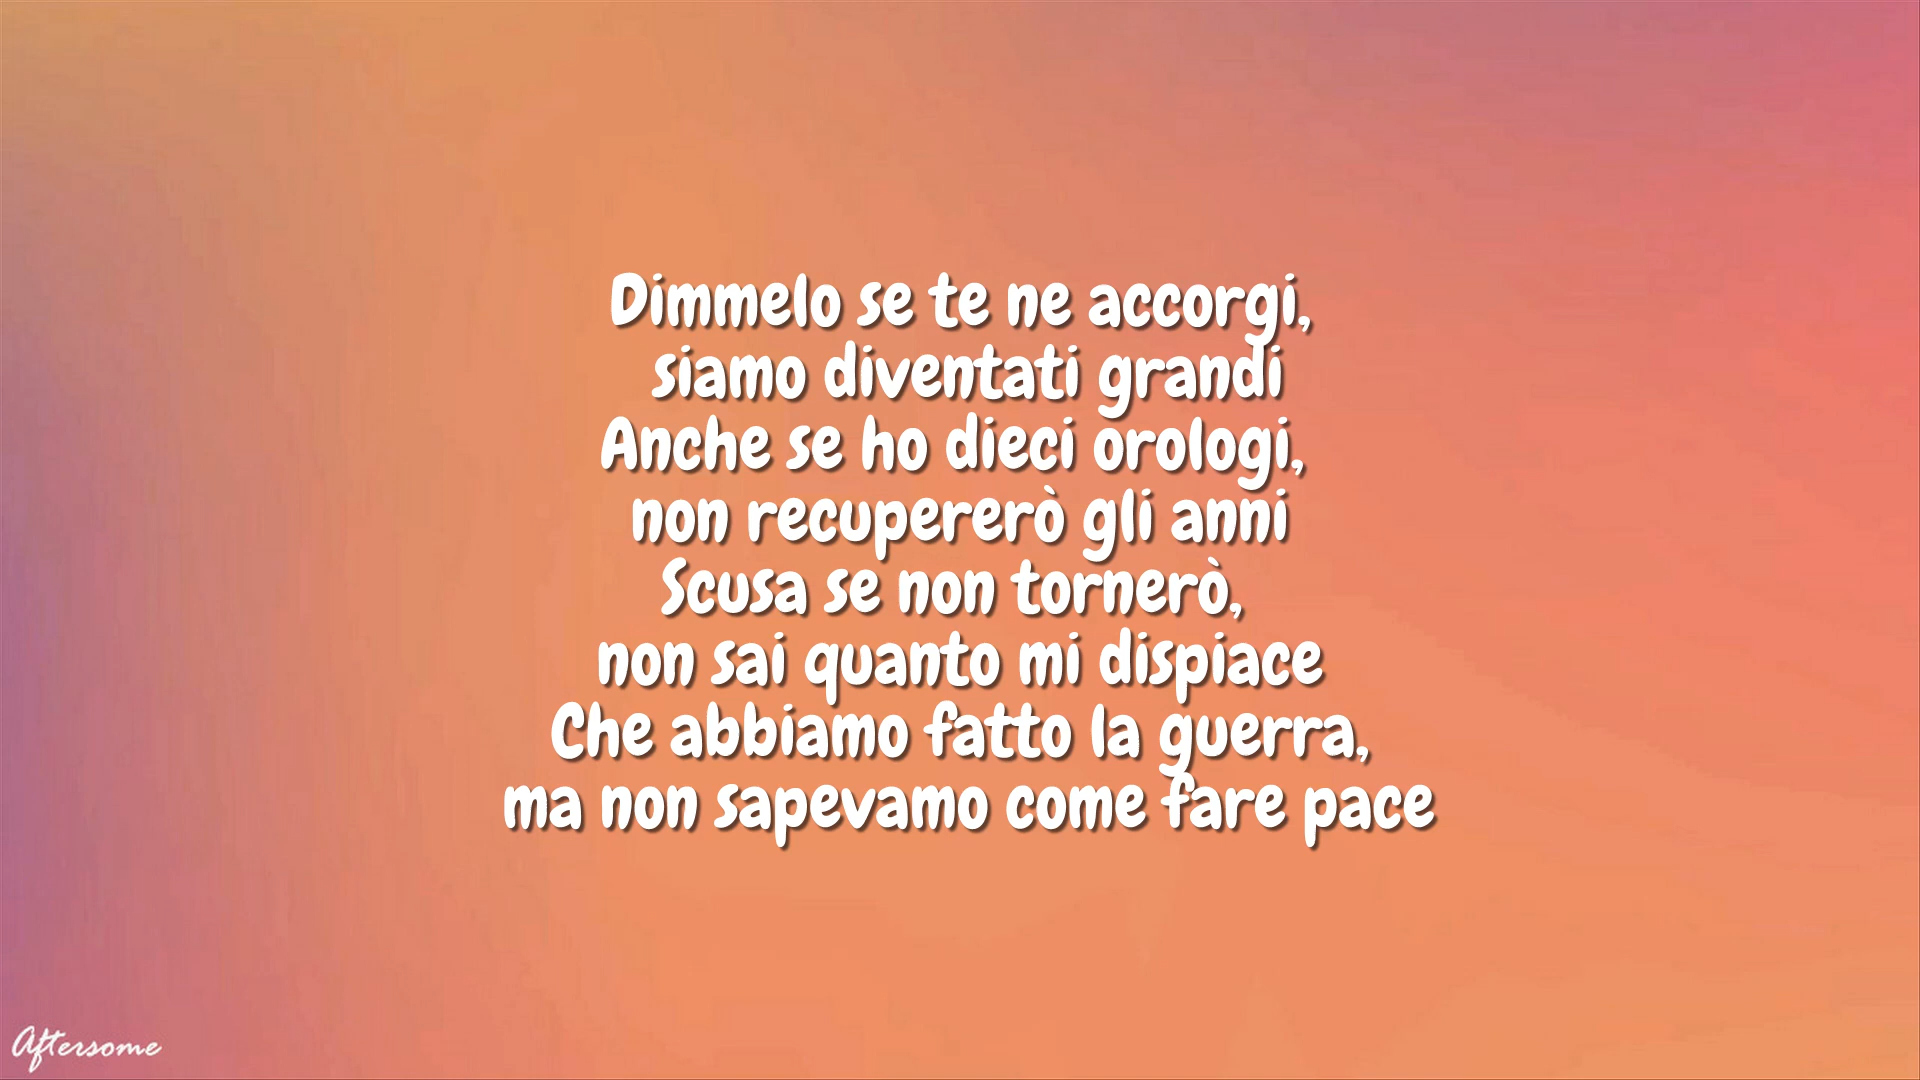 Dimmelo se te ne accorgi,
siamo diventati grandi
Anche se ho dieci orologi,
non recupererò gli anni
Scusa se non tornerò,
non sai quanto mi dispiace
Che abbiamo fatto la guerra,
ma non sapevamo come fare pace
Aftersome